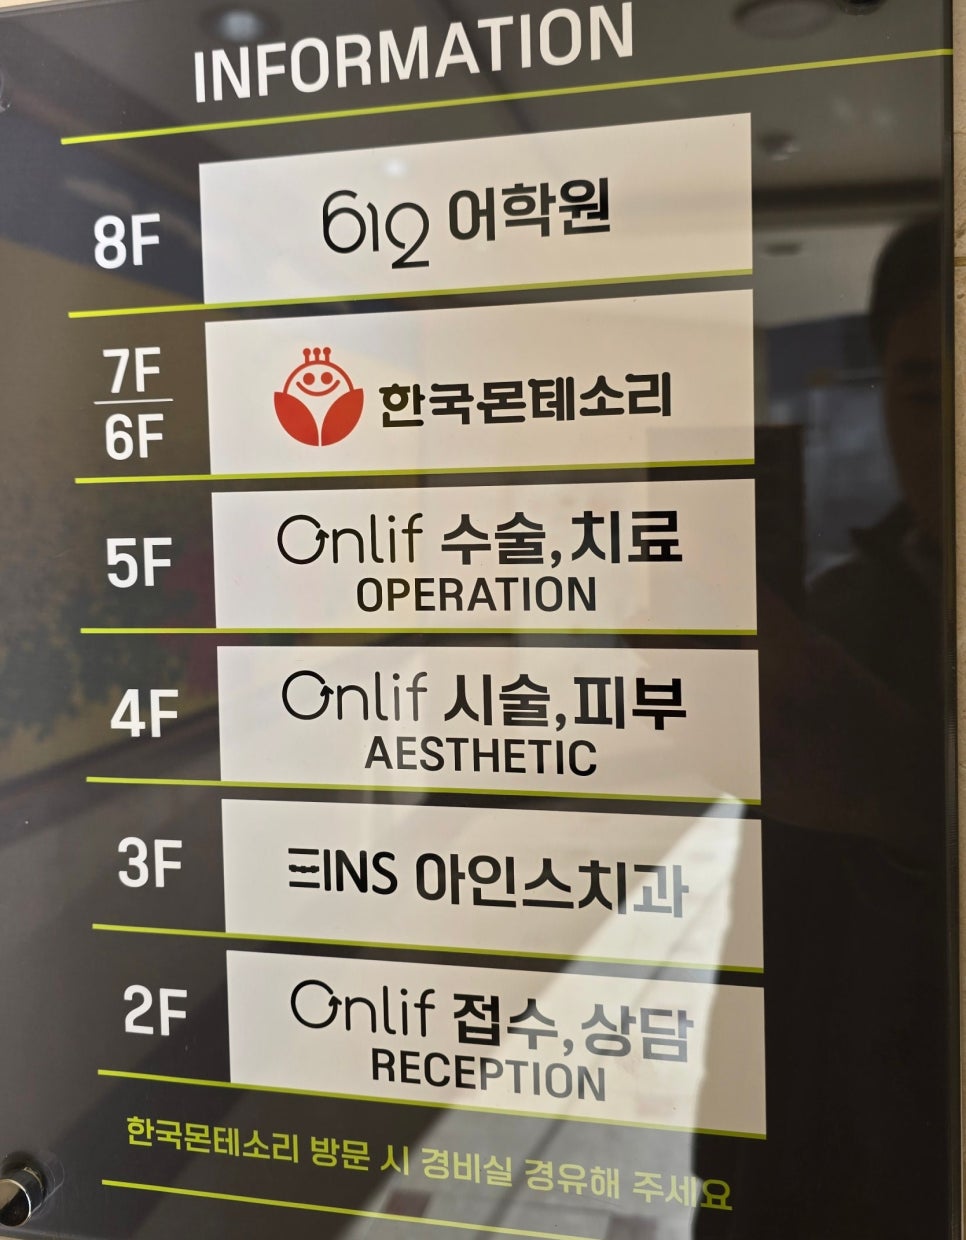 INFORMATION
8F
612 어학원
7F
6F
한국몬테소리
5F
Onlif 수술,치료
OPERATION
4F
Onlif 시술,피부
AESTHETIC
3F
EINS 아인스치과
2F
Onlif 접수,상담
RECEPTION
한국몬테소리 방문 시 경비실 경유해 주세요